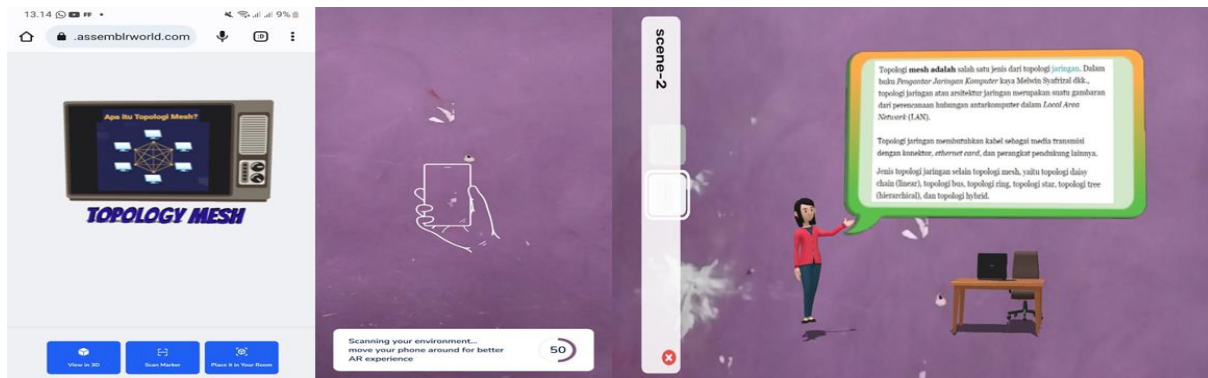 13.14
9%
.assemblrworld.com
Apa itu Topologi Mesh?
TOPOLOGY MESH
View in 3D
Scan Marker
Place it in Your Room
Scanning your environment...
move your phone around for better
AR experience
50
scene-2
Topologi mesh adalah salah satu jenis dari topologi jaringan. Dalam
buku Pengantar Jaringan Komputer kaya Melwin Syafrizal dkk.,
topologi jaringan atau arsitektur jaringan merupakan suatu gambaran
dari perencanaan hubungan antarkomputer dalam Local Area
Network (LAN).
Topologi jaringan membutuhkan kabel sebagai media transmisi
dengan konektor, ethernet card, dan perangkat pendukung lainnya.
Jenis topologi jaringan selain topologi mesh, yaitu topologi daisy
chain (linear), topologi bus, topologi ring, topologi star, topologi tree
(hierarchical), dan topologi hybrid.